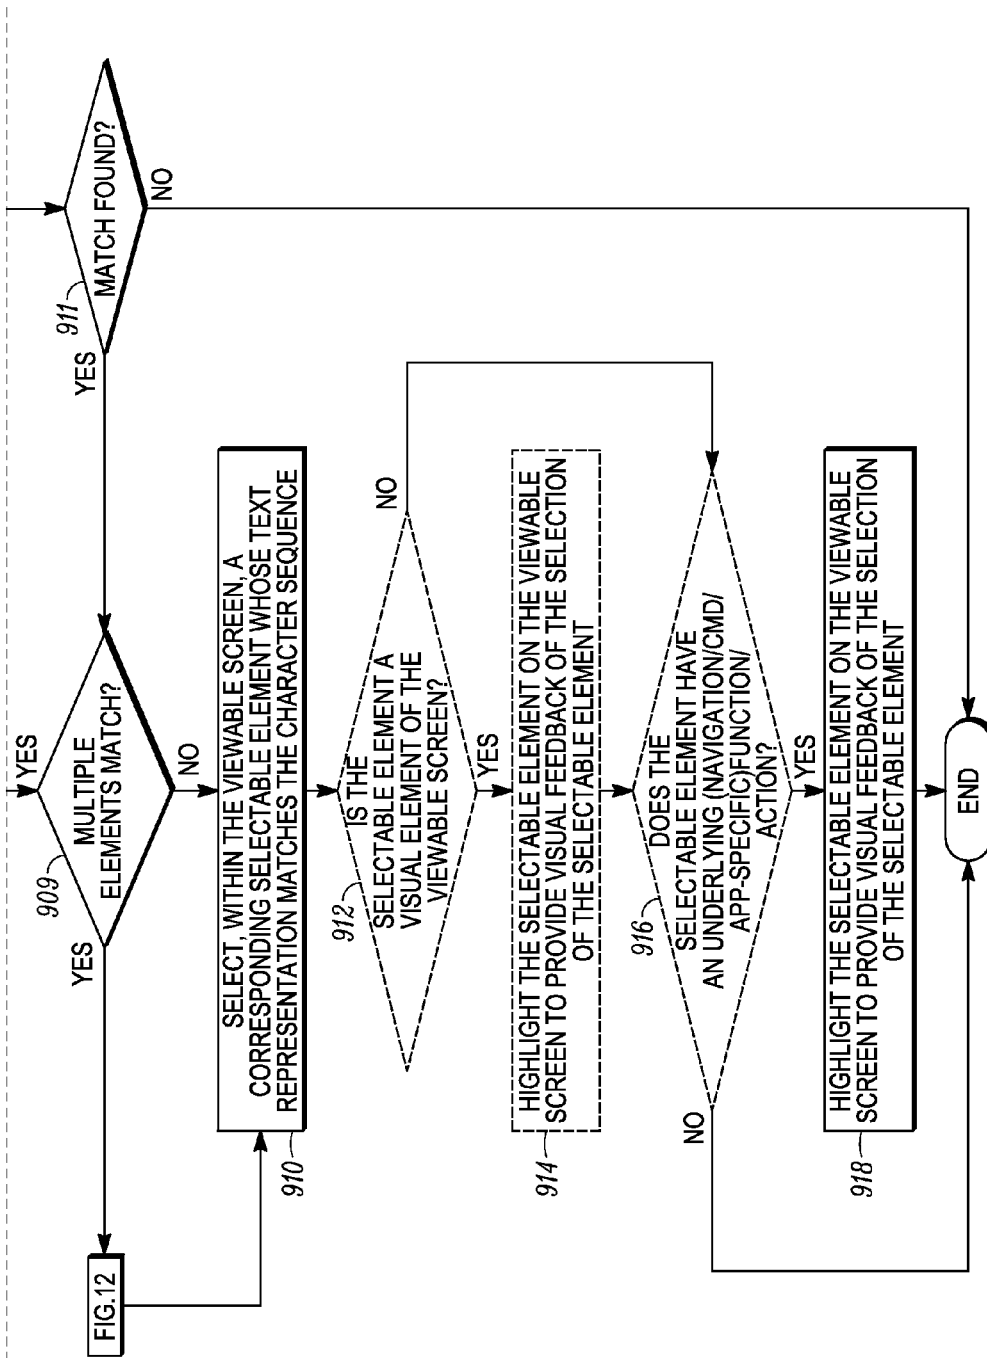 YES
MULTIPLE
ELEMENTS MATCH?
909
YES
NO
MATCH FOUND?
911
YES
NO
FIG.12
SELECT, WITHIN THE VIEWABLE SCREEN, A
CORRESPONDING SELECTABLE ELEMENT WHOSE TEXT
REPRESENTATION MATCHES THE CHARACTER SEQUENCE
910
IS THE
SELECTABLE ELEMENT A
VISUAL ELEMENT OF THE
VIEWABLE SCREEN?
912
NO
YES
HIGHLIGHT THE SELECTABLE ELEMENT ON THE VIEWABLE
SCREEN TO PROVIDE VISUAL FEEDBACK OF THE SELECTION
OF THE SELECTABLE ELEMENT
914
DOES THE
SELECTABLE ELEMENT HAVE
AN UNDERLYING (NAVIGATION/CMD/
APP-SPECIFIC)FUNCTION/
ACTION?
916
NO
YES
HIGHLIGHT THE SELECTABLE ELEMENT ON THE VIEWABLE
SCREEN TO PROVIDE VISUAL FEEDBACK OF THE SELECTION
OF THE SELECTABLE ELEMENT
918
END